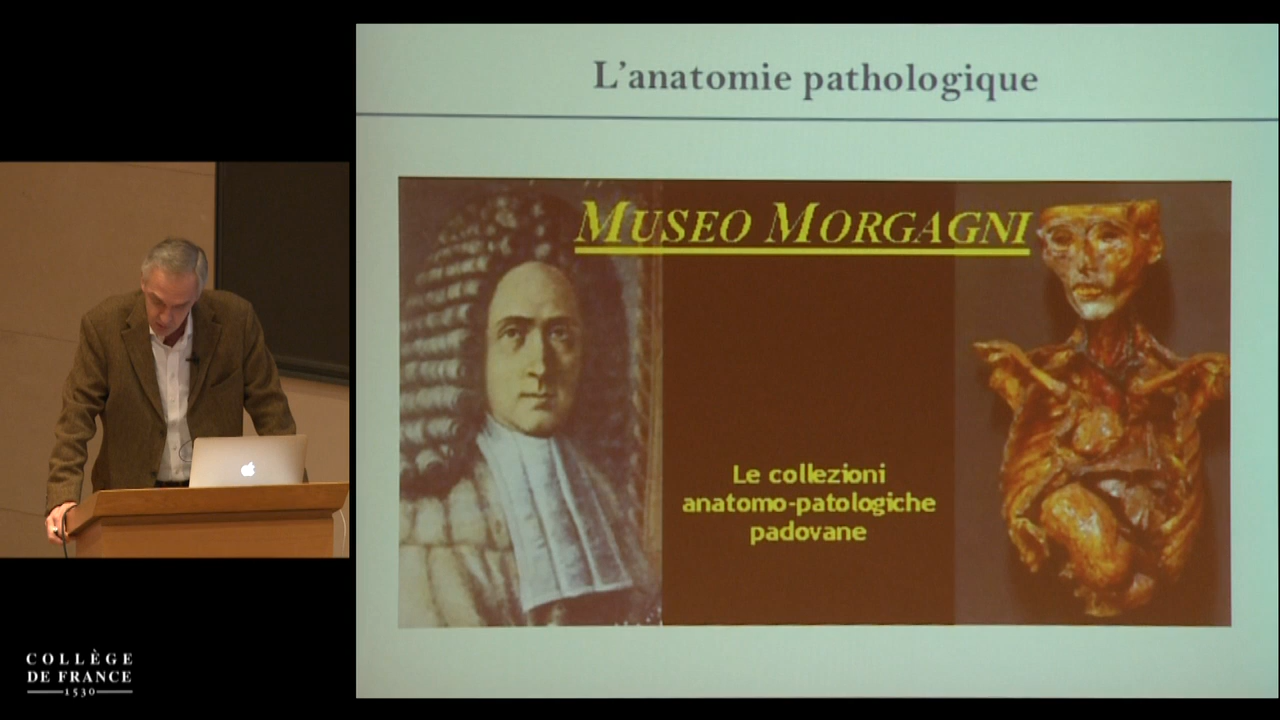 L’anatomie pathologique
MUSEO MORGAGNI
Le collezioni
anatomo-patologiche
padovane
COLLÈGE
DE FRANCE
1530